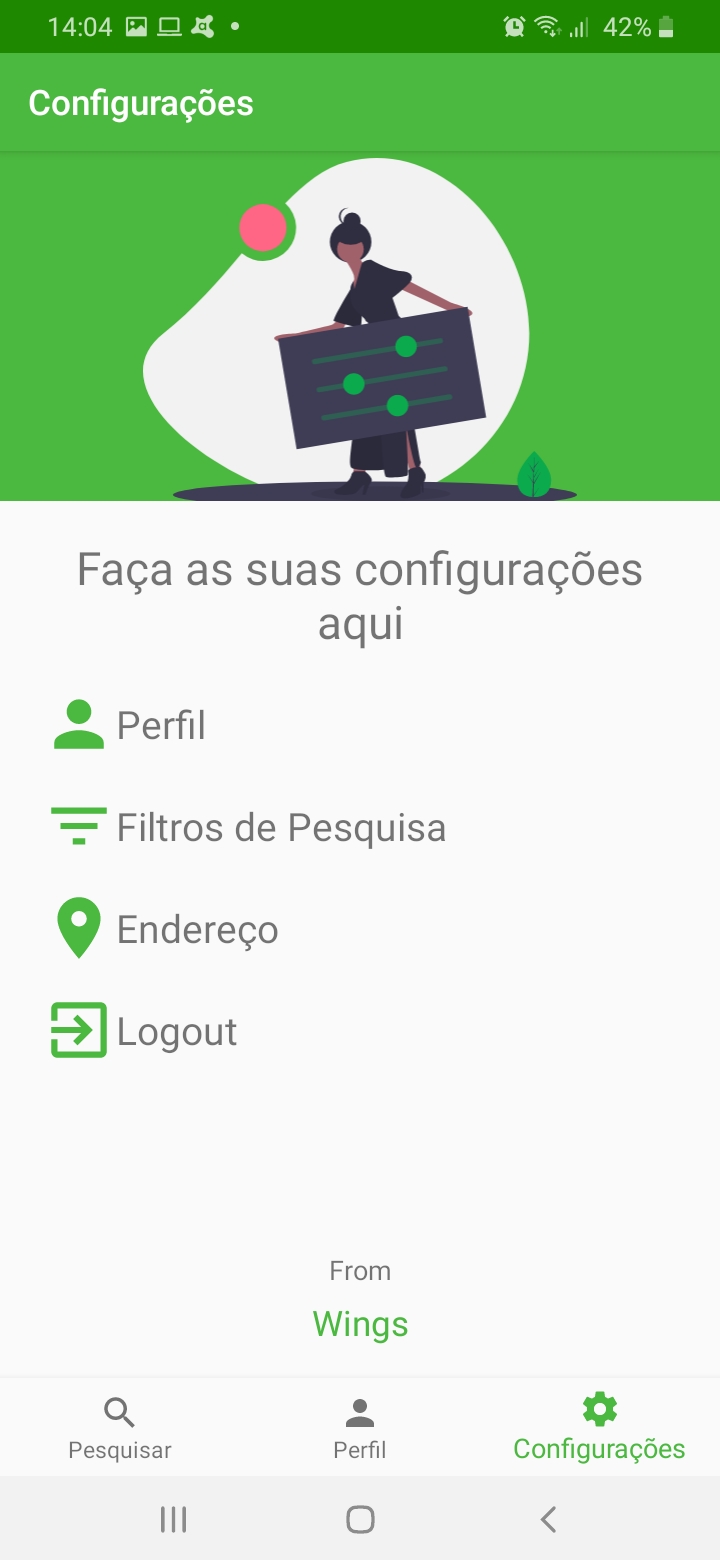 14:04
42%
Configurações
Faça as suas configurações
aqui
Perfil
Filtros de Pesquisa
Endereço
Logout
From
Wings
Pesquisar
Perfil
Configurações